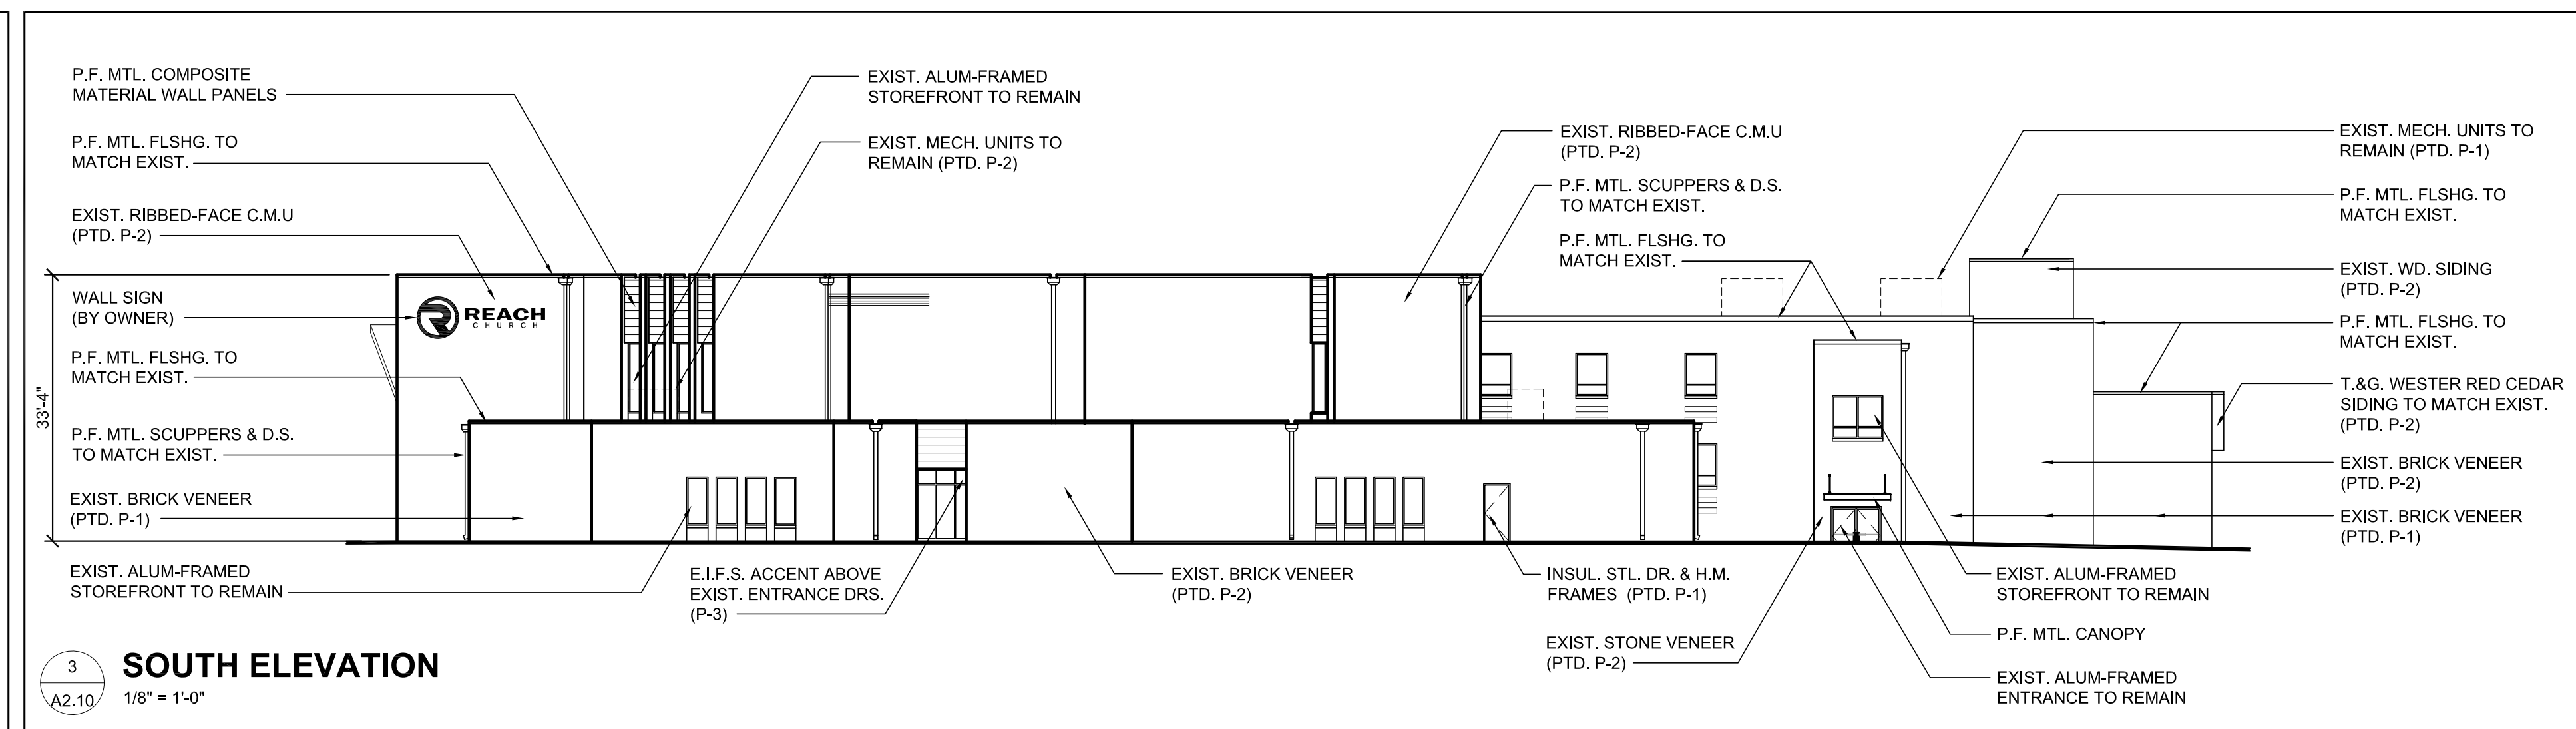 P.F. MTL. COMPOSITE
MATERIAL WALL PANELS
P.F. MTL. FLSHG. TO
MATCH EXIST.
EXIST. RIBBED-FACE C.M.U
(PTD. P-2)
WALL SIGN
(BY OWNER)
P.F. MTL. FLSHG. TO
MATCH EXIST.
33'-4"
P.F. MTL. SCUPPERS & D.S.
TO MATCH EXIST.
EXIST. BRICK VENEER
(PTD. P-1)
EXIST. ALUM-FRAMED
STOREFRONT TO REMAIN
REACH
CHURCH
EXIST. ALUM-FRAMED
STOREFRONT TO REMAIN
EXIST. MECH. UNITS TO
REMAIN (PTD. P-2)
E.I.F.S. ACCENT ABOVE
EXIST. ENTRANCE DRS.
(P-3)
EXIST. BRICK VENEER
(PTD. P-2)
EXIST. RIBBED-FACE C.M.U
(PTD. P-2)
P.F. MTL. SCUPPERS & D.S.
TO MATCH EXIST.
P.F. MTL. FLSHG. TO
MATCH EXIST.
INSUL. STL. DR. & H.M.
FRAMES (PTD. P-1)
EXIST. STONE VENEER
(PTD. P-2)
EXIST. MECH. UNITS TO
REMAIN (PTD. P-1)
P.F. MTL. FLSHG. TO
MATCH EXIST.
EXIST. WD. SIDING
(PTD. P-2)
P.F. MTL. FLSHG. TO
MATCH EXIST.
T.&G. WESTER RED CEDAR
SIDING TO MATCH EXIST.
(PTD. P-2)
EXIST. BRICK VENEER
(PTD. P-2)
EXIST. BRICK VENEER
(PTD. P-1)
EXIST. ALUM-FRAMED
STOREFRONT TO REMAIN
P.F. MTL. CANOPY
EXIST. ALUM-FRAMED
ENTRANCE TO REMAIN
3
A2.10
SOUTH ELEVATION
1/8" = 1'-0"